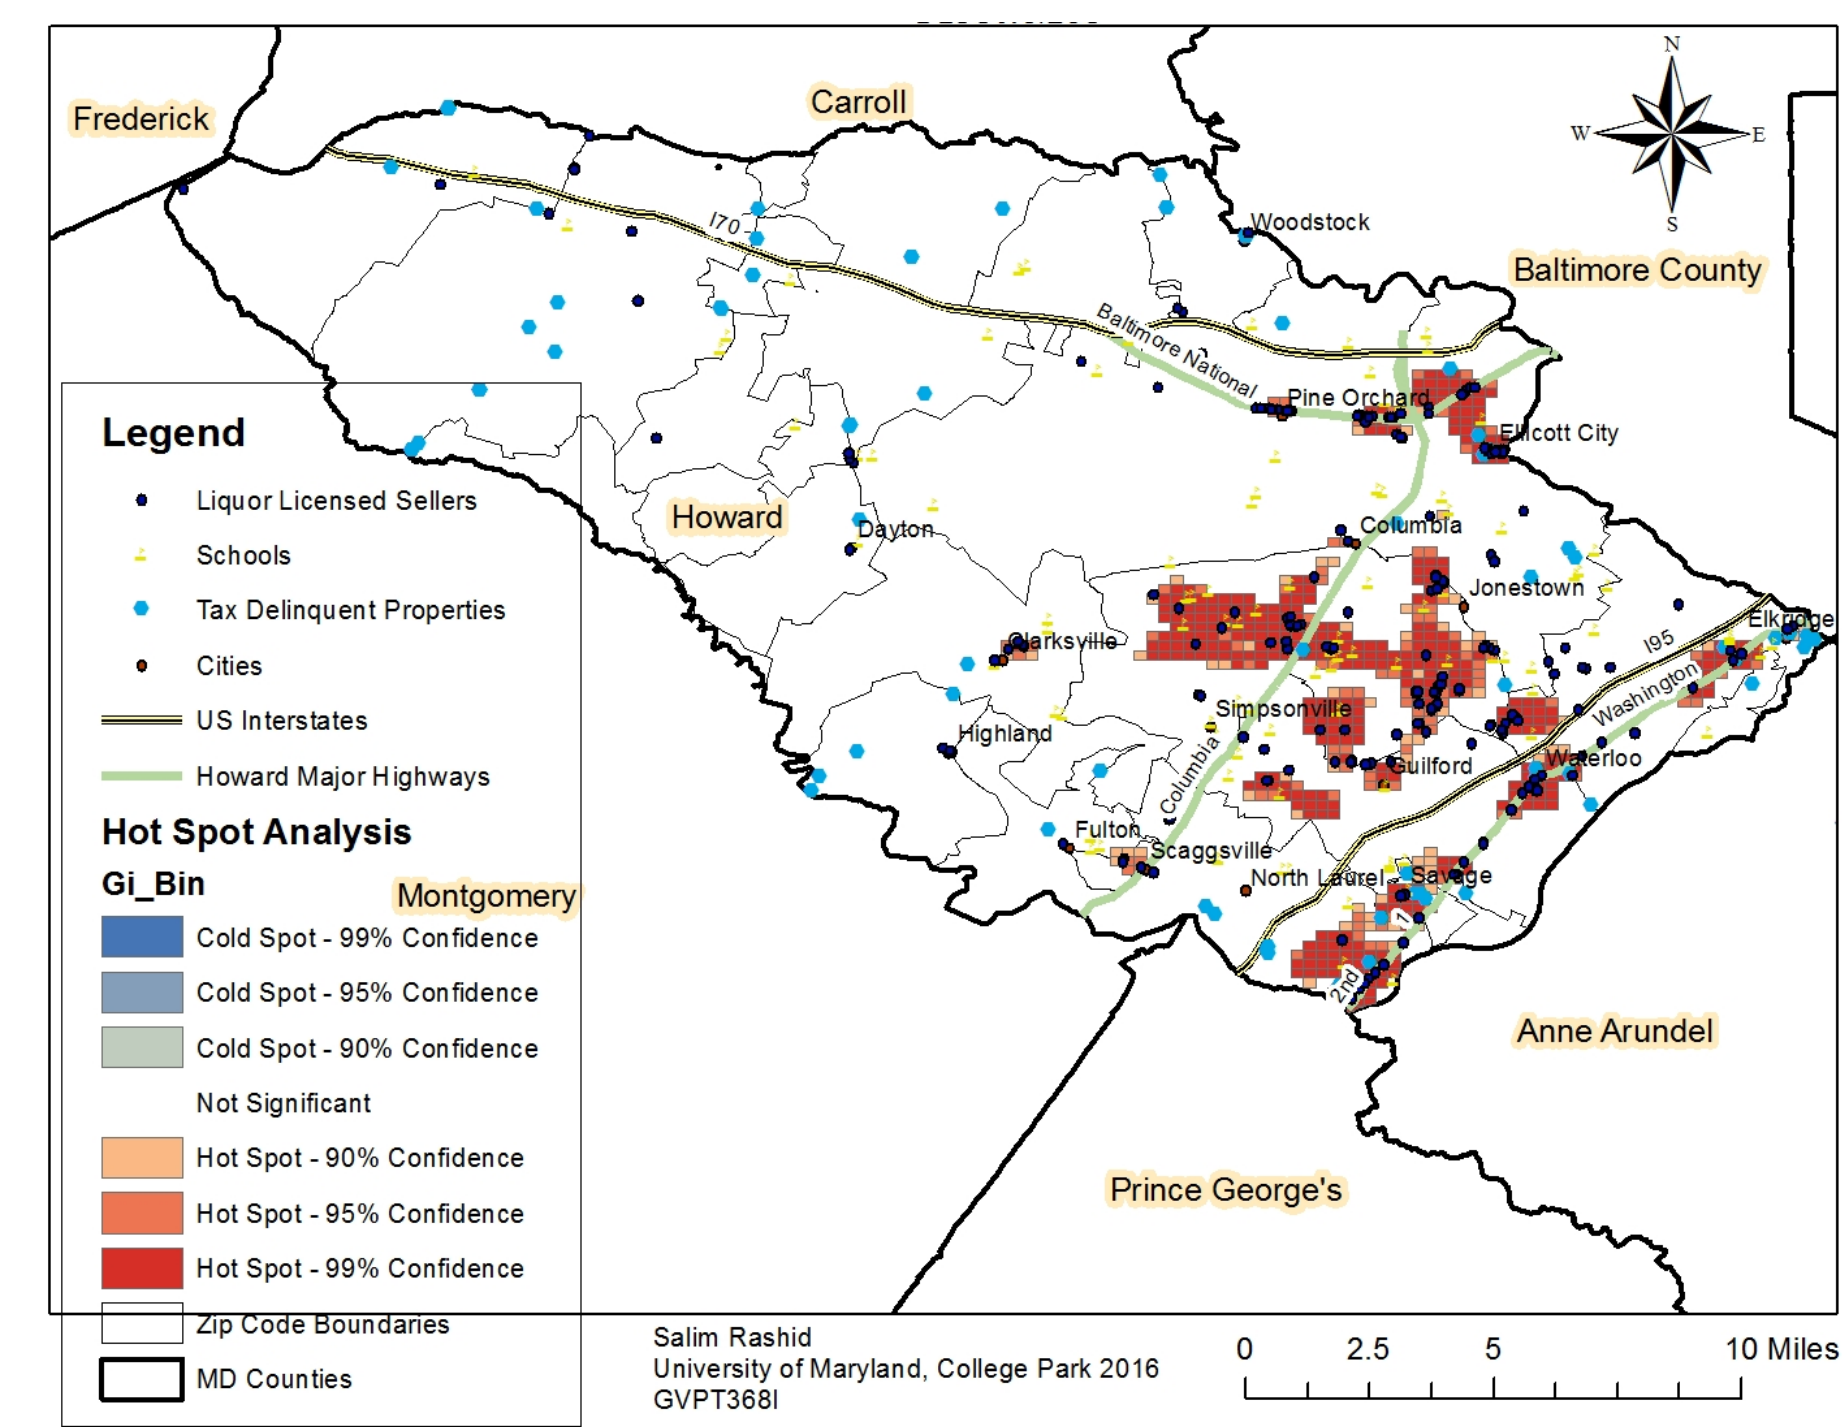 N
W
E
S
Frederick
Carroll
Baltimore County
Woodstock
I70
Baltimore National
Pine Orchard
Ellicott City
Howard
Dayton
Columbia
Jonestown
Elkridge
I95
Washington
Clarksville
Simpsonville
Highland
Columbia
Guilford
Waterloo
Fulton
Scaggsville
North Laurel
Savage
1
2nd
Montgomery
Anne Arundel
Prince George's
Legend
Liquor Licensed Sellers
Schools
Tax Delinquent Properties
Cities
US Interstates
Howard Major Highways
Hot Spot Analysis
Gi_Bin
Cold Spot - 99% Confidence
Cold Spot - 95% Confidence
Cold Spot - 90% Confidence
Not Significant
Hot Spot - 90% Confidence
Hot Spot - 95% Confidence
Hot Spot - 99% Confidence
Zip Code Boundaries
MD Counties
Salim Rashid
University of Maryland, College Park 2016
GVPT368I
0 2.5 5 10 Miles